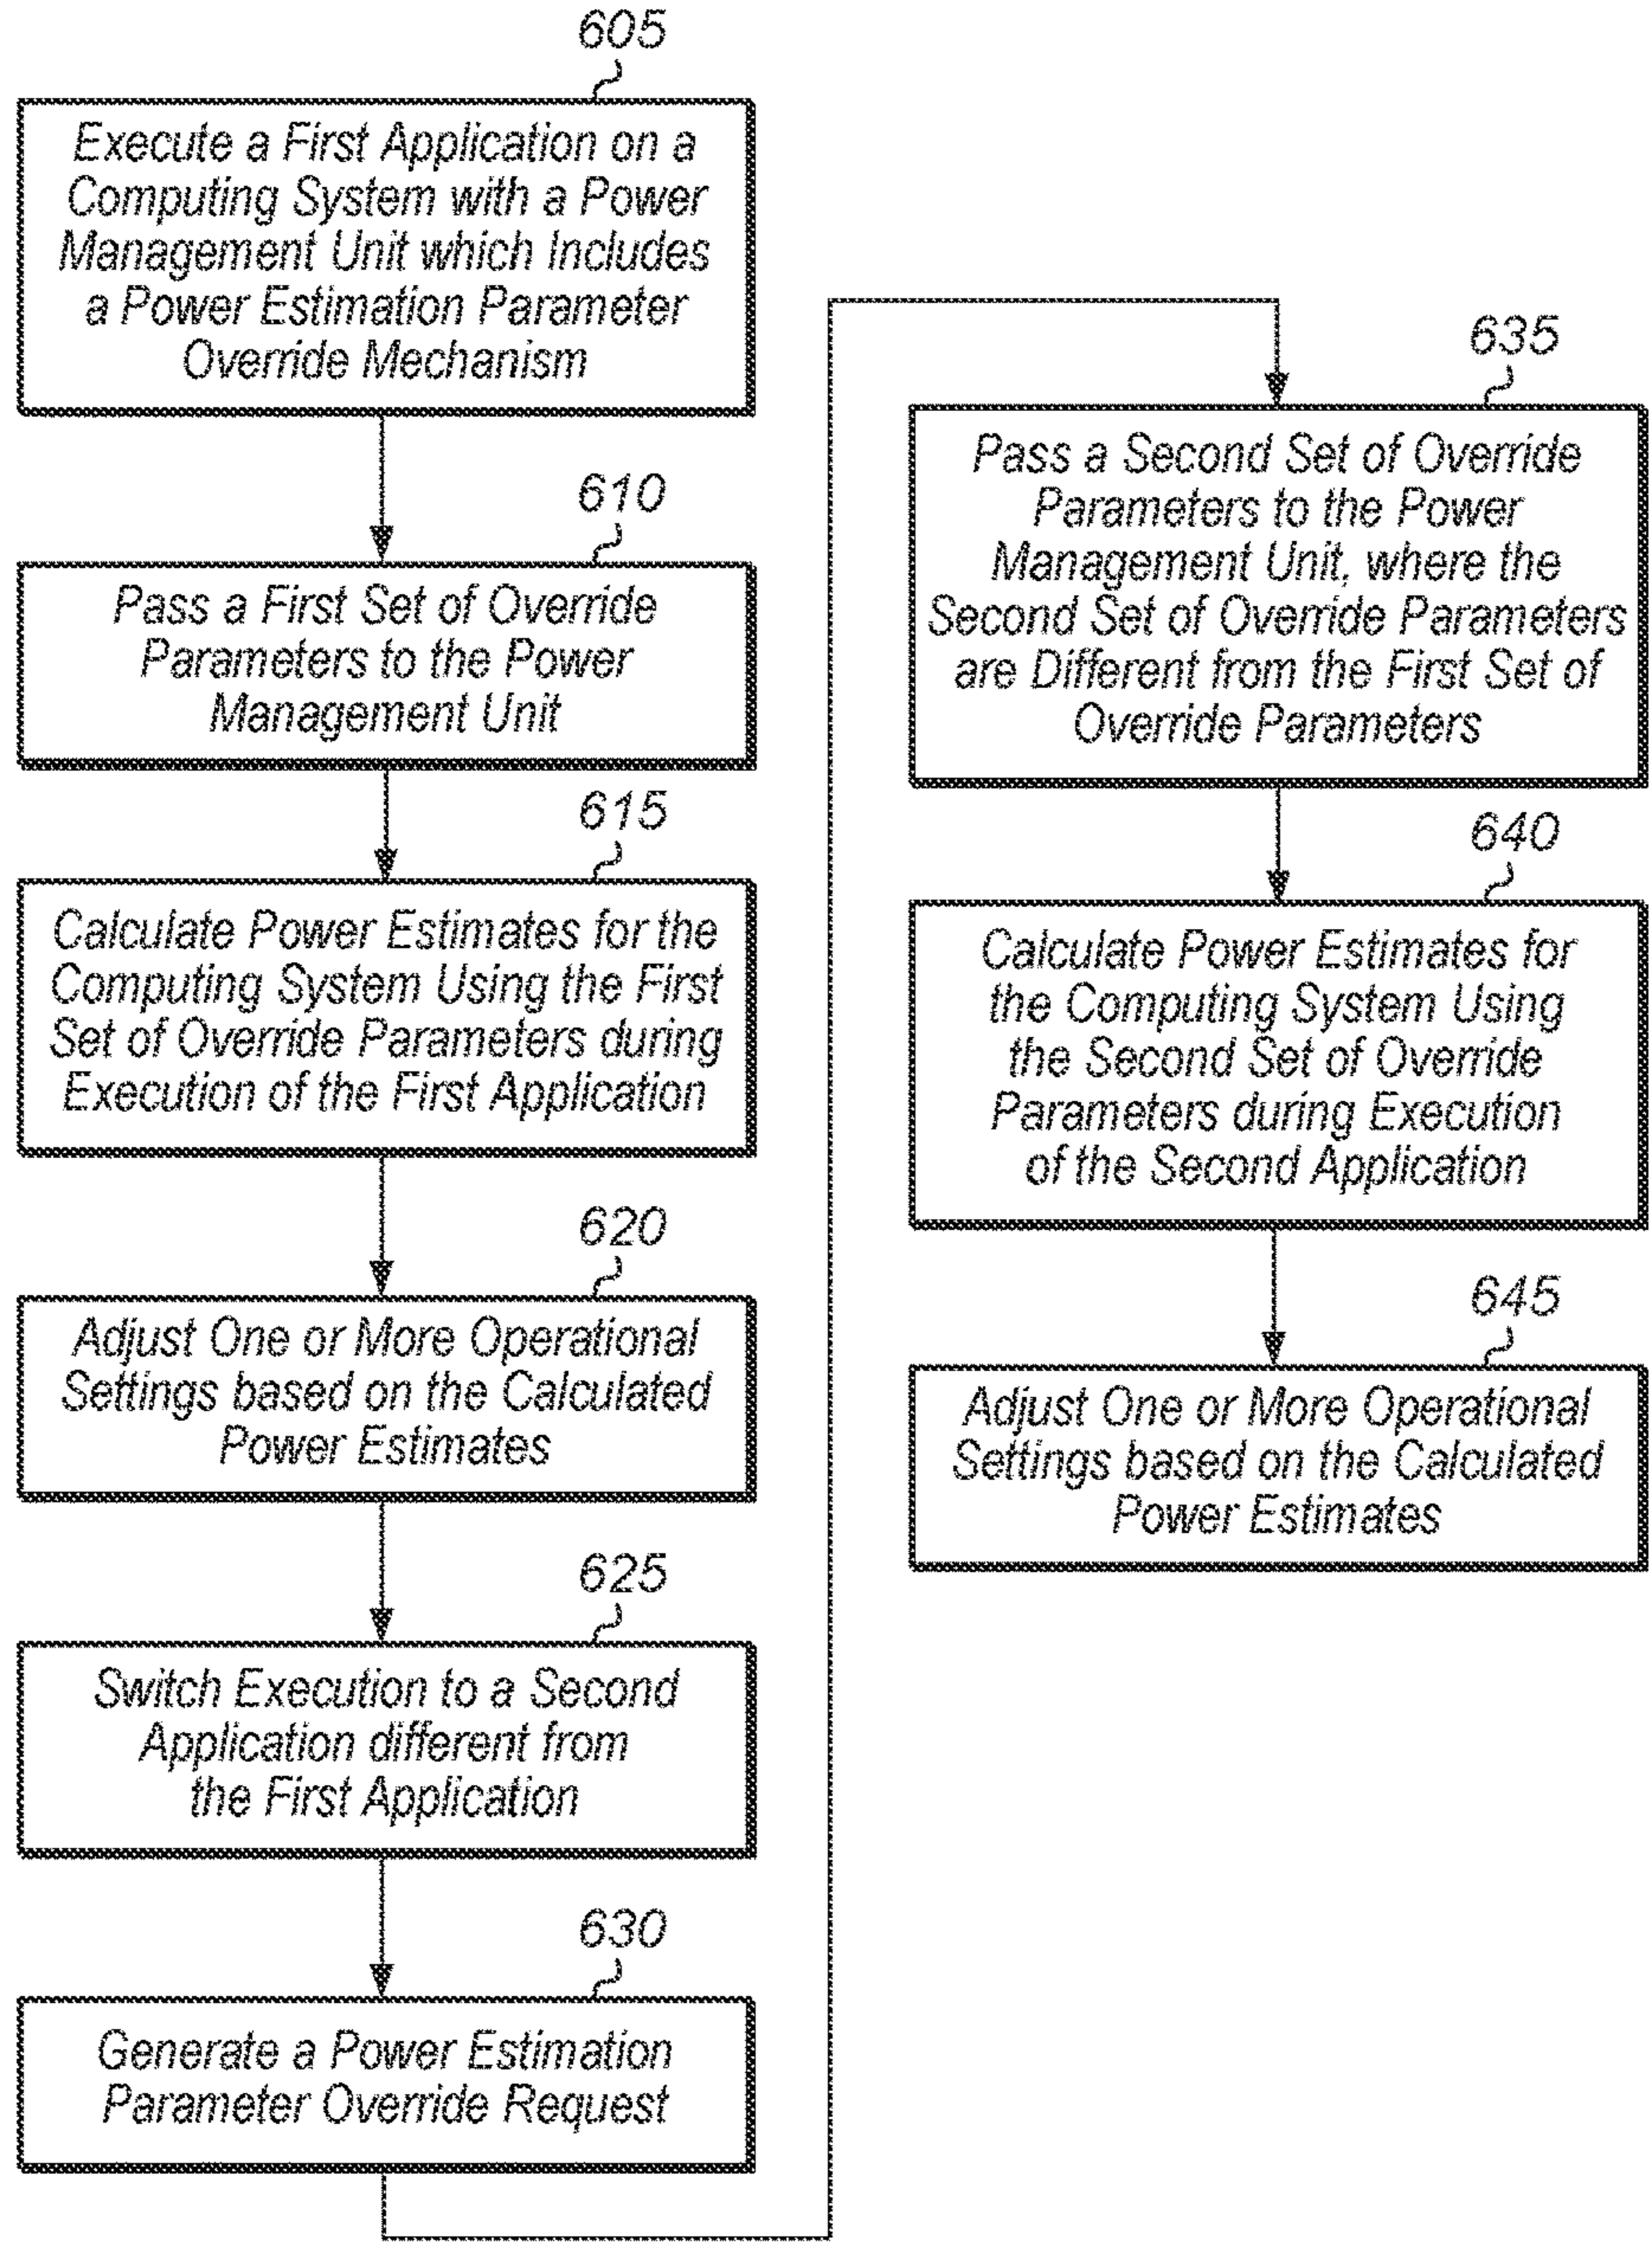 605
Execute a First Application on a
Computing System with a Power
Management Unit which Includes
a Power Estimation Parameter
Override Mechanism
610
Pass a First Set of Override
Parameters to the Power
Management Unit
615
Calculate Power Estimates for the
Computing System Using the First
Set of Override Parameters during
Execution of the First Application
620
Adjust One or More Operational
Settings based on the Calculated
Power Estimates
625
Switch Execution to a Second
Application different from
the First Application
630
Generate a Power Estimation
Parameter Override Request
635
Pass a Second Set of Override
Parameters to the Power
Management Unit, where the
Second Set of Override Parameters
are Different from the First Set of
Override Parameters
640
Calculate Power Estimates for
the Computing System Using
the Second Set of Override
Parameters during Execution
of the Second Application
645
Adjust One or More Operational
Settings based on the Calculated
Power Estimates